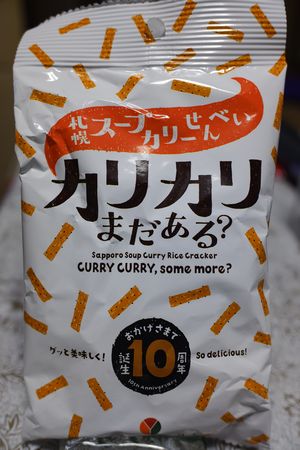 札幌スープカリーせんべい
カリカリ
まだある?
Sapporo Soup Curry Rice Cracker
CURRY CURRY, some more?
おかげさまで
グッと美味しく!
誕生10周年
So delicious!
10th Anniversary